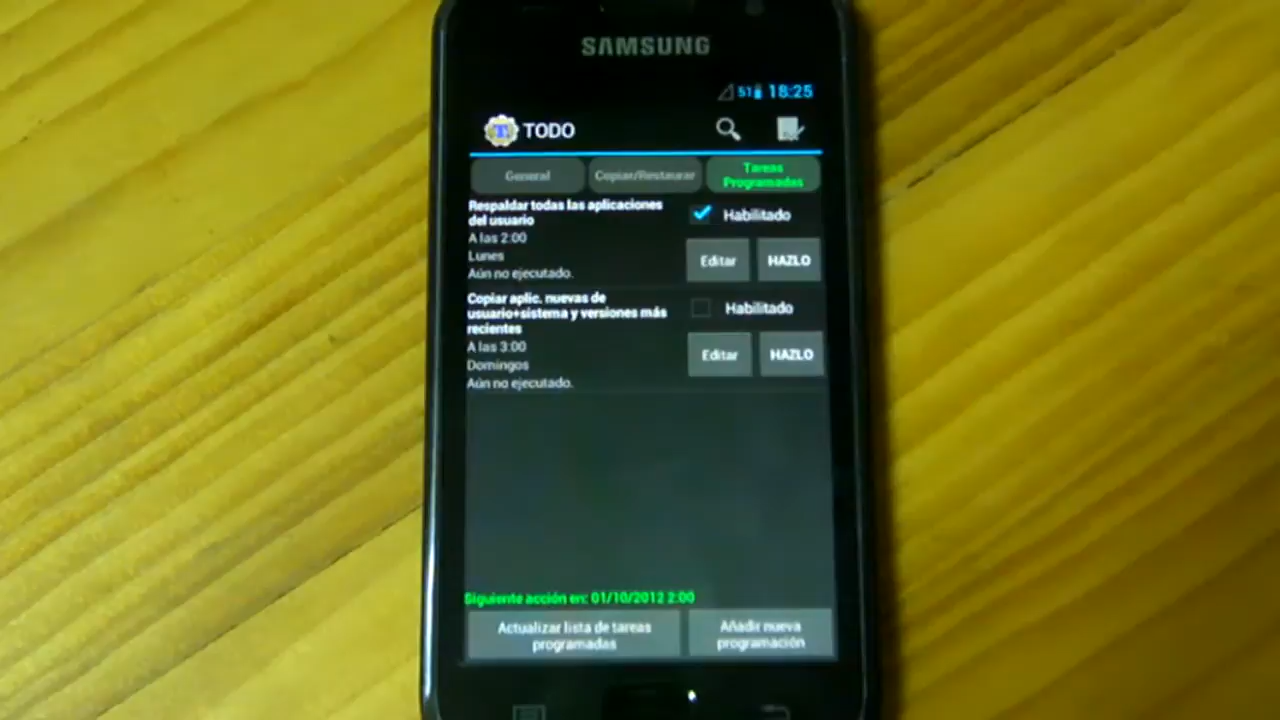 SAMSUNG
51 18:25
TODO
General
Copiar/Restaurar
Tareas
Programadas
Respaldar todas las aplicaciones
del usuario
Habilitado
A las 2:00
Lunes
Aún no ejecutado.
Editar
HAZLO
Copiar aplic. nuevas de
usuario+sistema y versiones más
recientes
Habilitado
A las 3:00
Domingos
Aún no ejecutado.
Editar
HAZLO
Siguiente acción en: 01/10/2012 2:00
Actualizar lista de tareas
programadas
Añadir nueva
programación